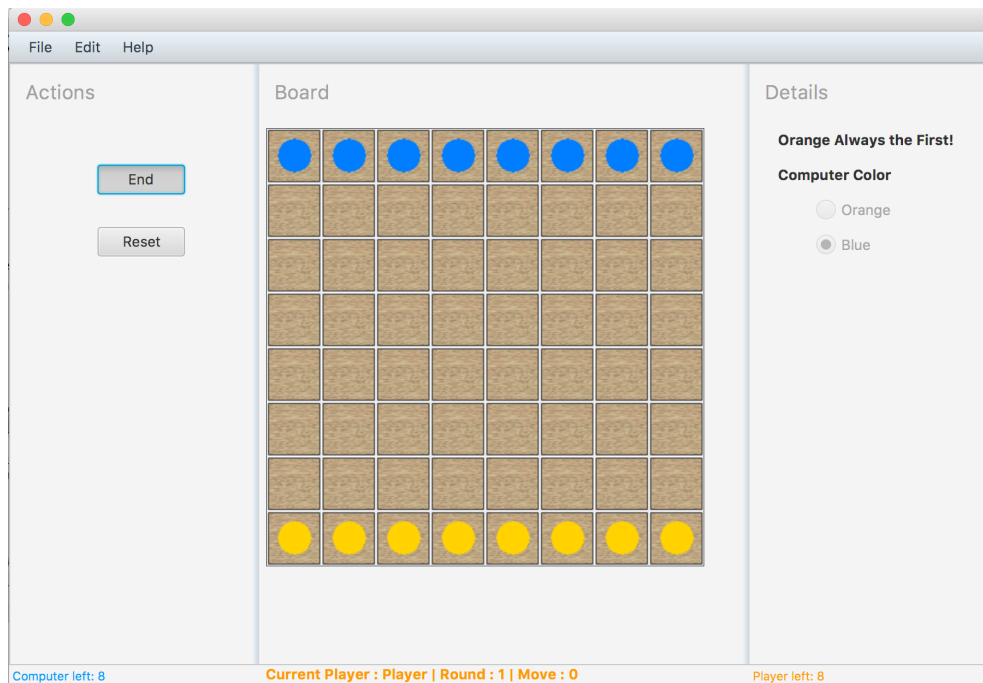 File Edit Help
Actions
Board
Details
End
Reset
Orange Always the First!
Computer Color
Orange
Blue
Computer left: 8
Current Player : Player | Round : 1 | Move : 0
Player left: 8